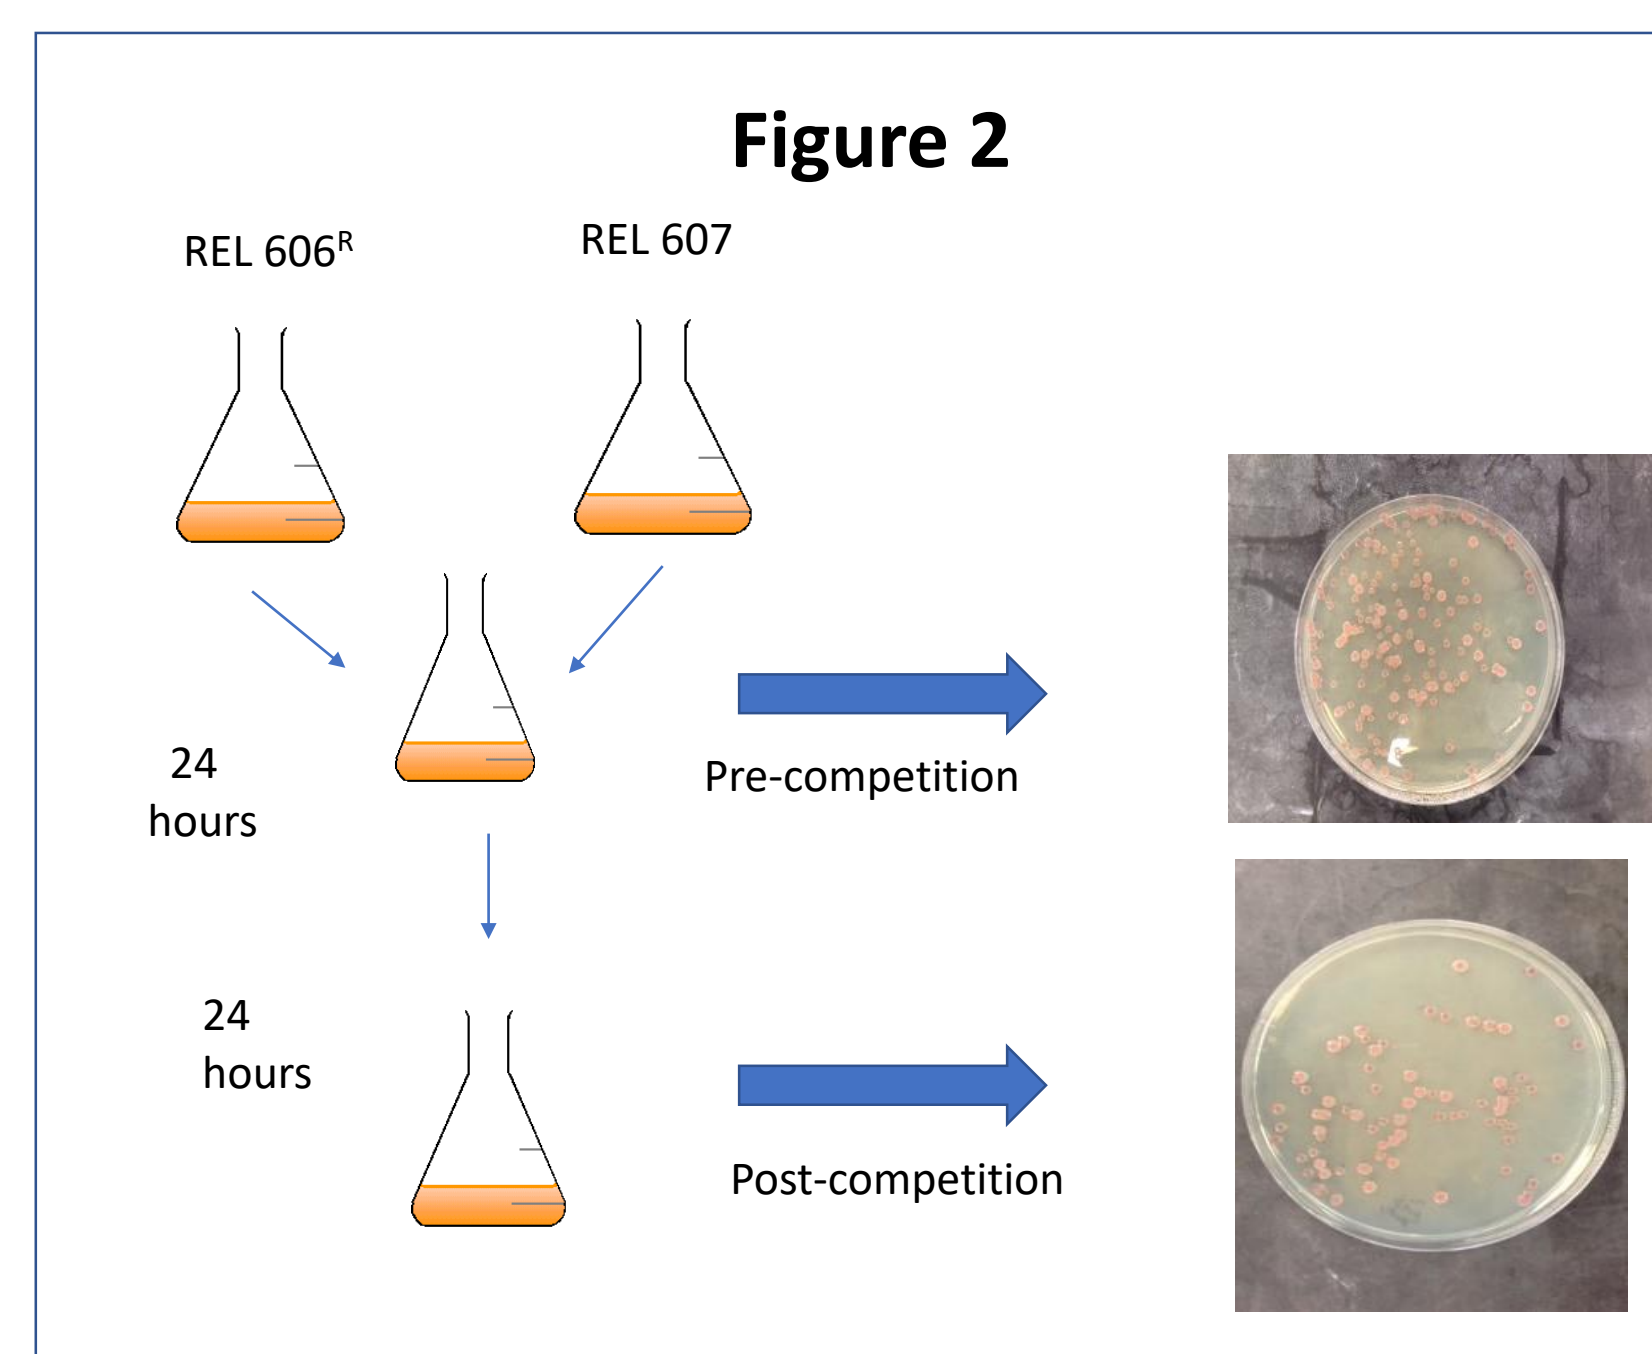 Figure 2
REL 606ᴿ
REL 607
24
hours
Pre-competition
24
hours
Post-competition